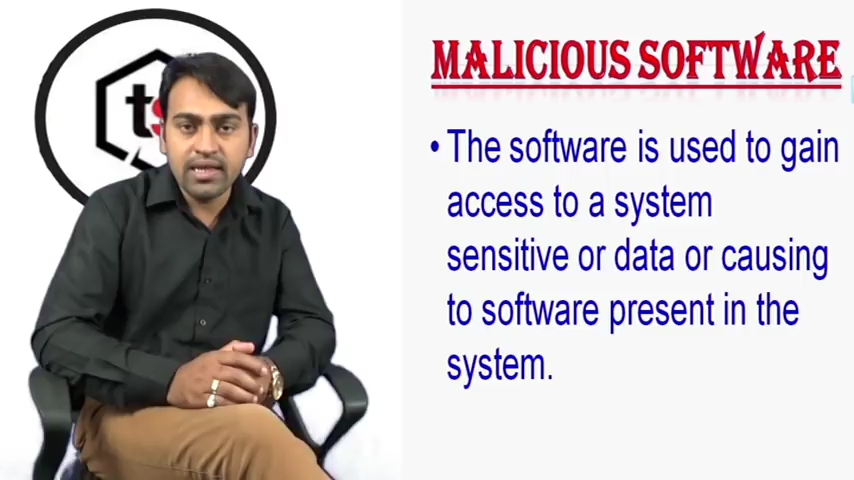 MALICIOUS SOFTWARE
• The software is used to gain
access to a system
sensitive or data or causing
to software present in the
system.